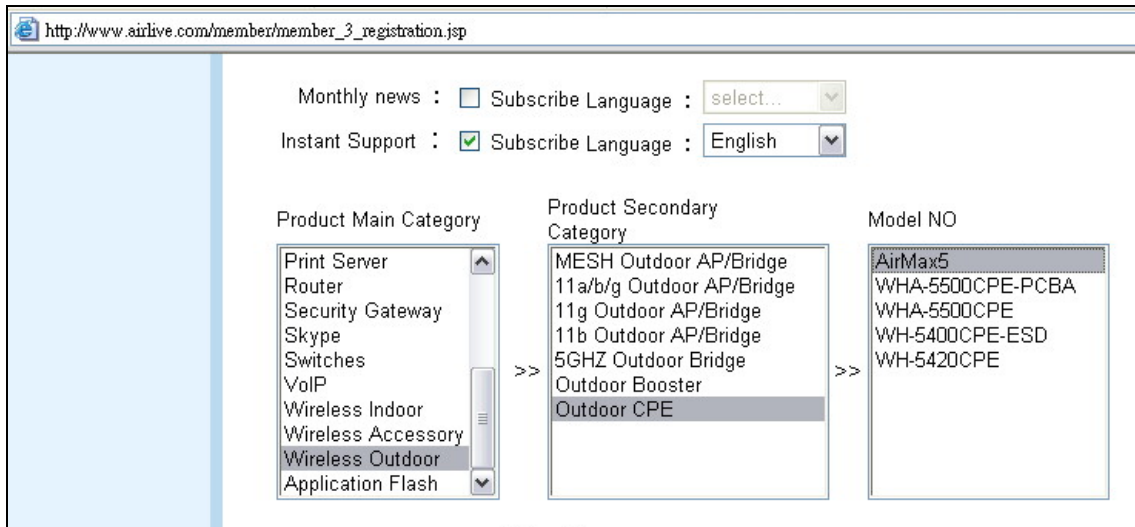 http://www.airlive.com/member/member_3_registration.jsp
Monthly news : Subscribe Language : select...
Instant Support : Subscribe Language : English
Product Main Category
Print Server
Router
Security Gateway
Skype
Switches
VoIP
Wireless Indoor
Wireless Accessory
Wireless Outdoor
Application Flash
>>
Product Secondary
Category
MESH Outdoor AP/Bridge
11a/b/g Outdoor AP/Bridge
11g Outdoor AP/Bridge
11b Outdoor AP/Bridge
5GHZ Outdoor Bridge
Outdoor Booster
Outdoor CPE
>>
Model NO
AirMax5
WHA-5500CPE-PCBA
WHA-5500CPE
WH-5400CPE-ESD
WH-5420CPE